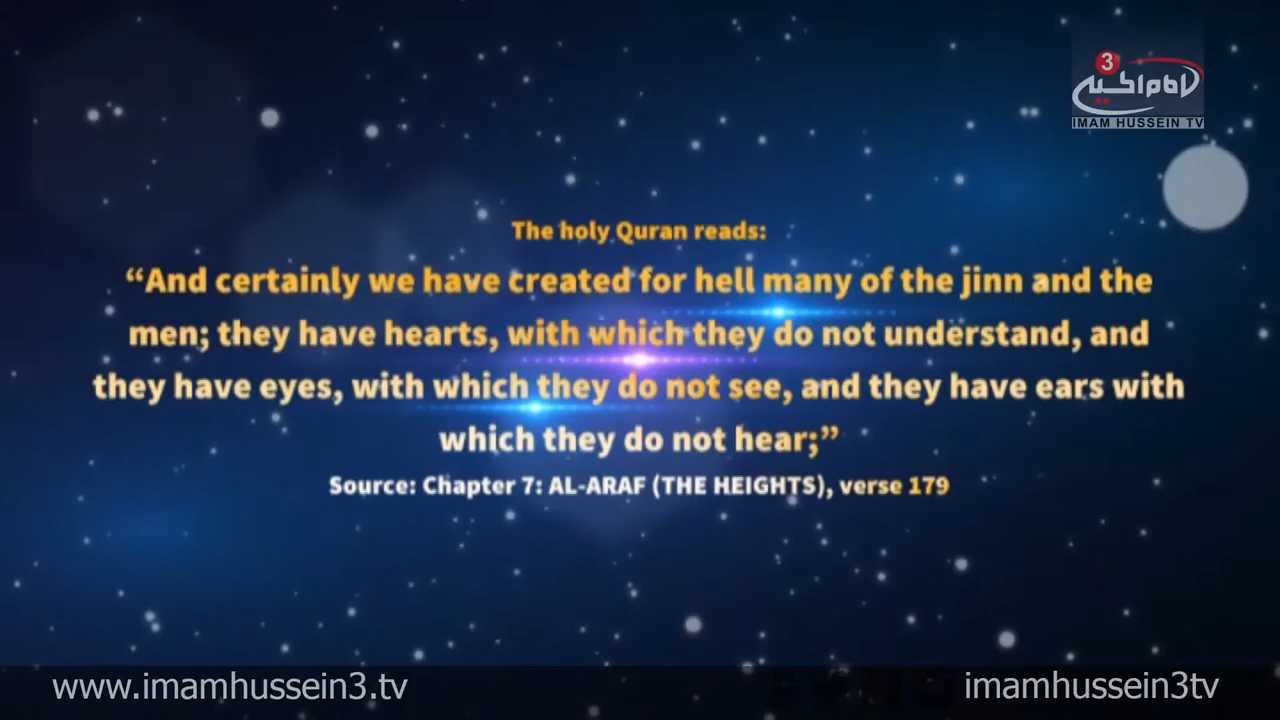 3
IMAM HUSSEIN TV
The holy Quran reads:
“And certainly we have created for hell many of the jinn and the
men; they have hearts, with which they do not understand, and
they have eyes, with which they do not see, and they have ears with
which they do not hear;”
Source: Chapter 7: AL-ARAF (THE HEIGHTS), verse 179
www.imamhussein3.tv
imamhussein3tv